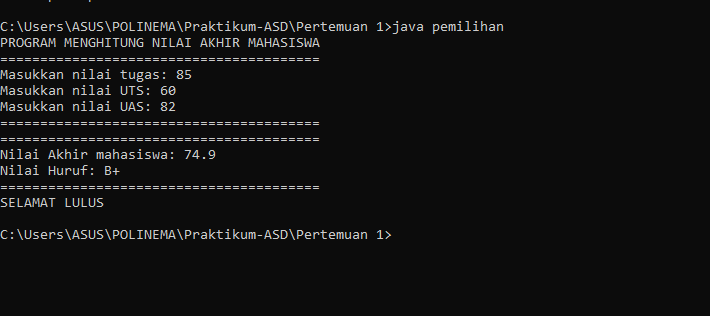 C:\Users\ASUS\POLINEMA\Praktikum-ASD\Pertemuan 1>java pemilihan
PROGRAM MENGHITUNG NILAI AKHIR MAHASISWA
========================================
Masukkan nilai tugas: 85
Masukkan nilai UTS: 60
Masukkan nilai UAS: 82
========================================
========================================
Nilai Akhir mahasiswa: 74.9
Nilai Huruf: B+
========================================
SELAMAT LULUS
C:\Users\ASUS\POLINEMA\Praktikum-ASD\Pertemuan 1>